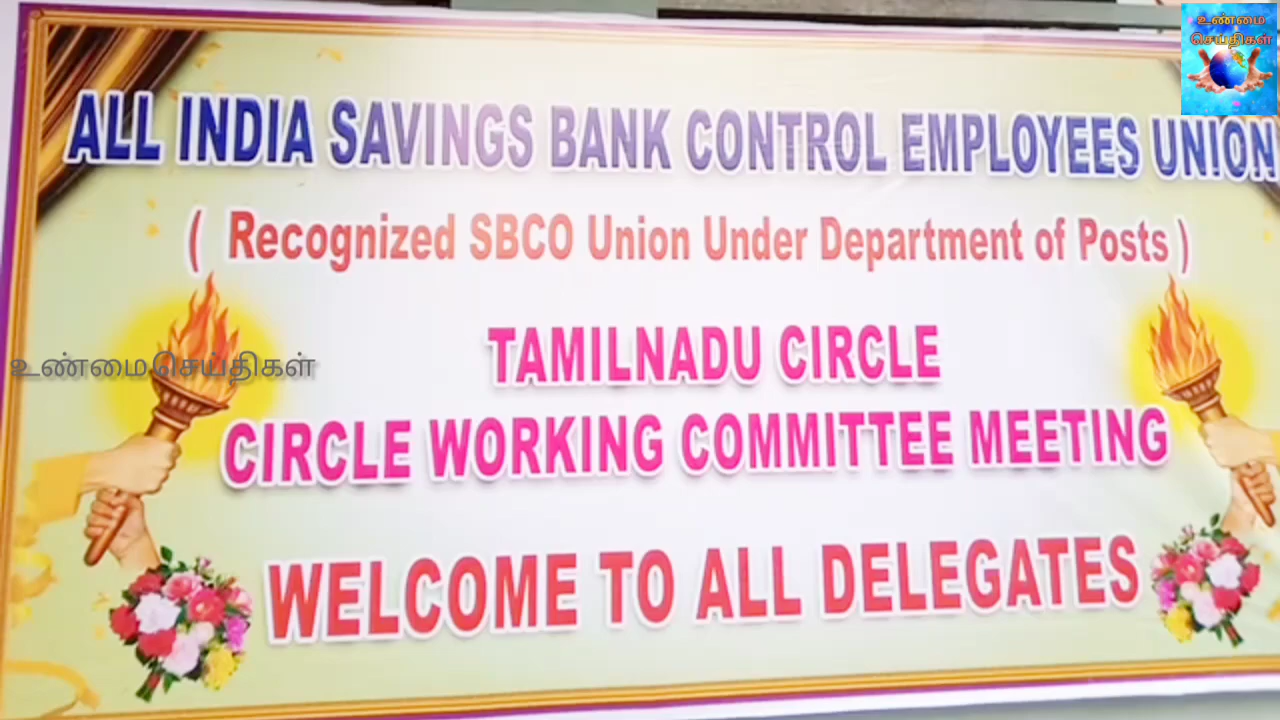 உண்மை
செய்திகள்
ALL INDIA SAVINGS BANK CONTROL EMPLOYEES UNION
( Recognized SBCO Union Under Department of Posts )
TAMILNADU CIRCLE
உண்மை செய்திகள்
CIRCLE WORKING COMMITTEE MEETING
WELCOME TO ALL DELEGATES